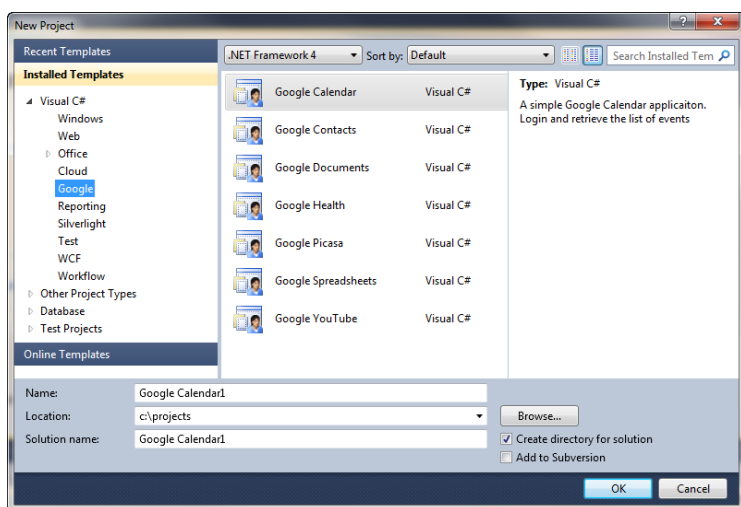 New Project
Recent Templates
.NET Framework 4
Sort by: Default
Search Installed Tem
Installed Templates
Visual C#
Windows
Web
Office
Cloud
Google
Reporting
Silverlight
Test
WCF
Workflow
Other Project Types
Database
Test Projects
Online Templates
Google Calendar Visual C#
Google Contacts Visual C#
Google Documents Visual C#
Google Health Visual C#
Google Picasa Visual C#
Google Spreadsheets Visual C#
Google YouTube Visual C#
Type: Visual C#
A simple Google Calendar applicaiton.
Login and retrieve the list of events
Name: Google Calendar1
Location: c:\projects
Browse...
Solution name: Google Calendar1
Create directory for solution
Add to Subversion
OK Cancel